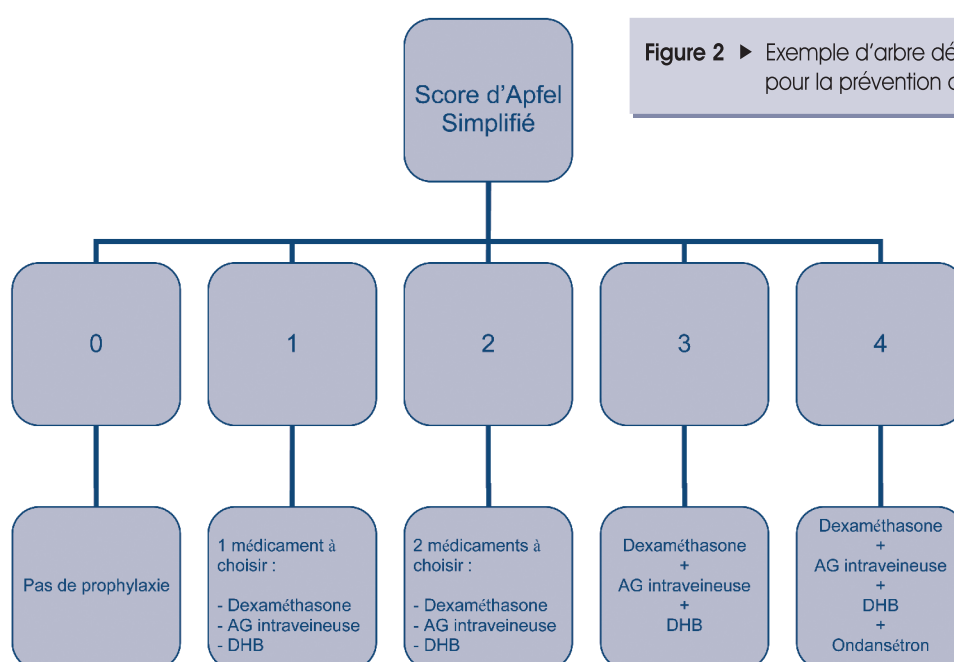 Figure 2 ▶ Exemple d'arbre
pour la prévention
Score d'Apfel
Simplifié
0
1
2
3
4
Pas de prophylaxie
1 médicament à
choisir :
- Dexaméthasone
- AG intraveineuse
- DHB
2 médicaments à
choisir :
- Dexaméthasone
- AG intraveineuse
- DHB
Dexaméthasone
+
AG intraveineuse
+
DHB
Dexaméthasone
+
AG intraveineuse
+
DHB
+
Ondansétron